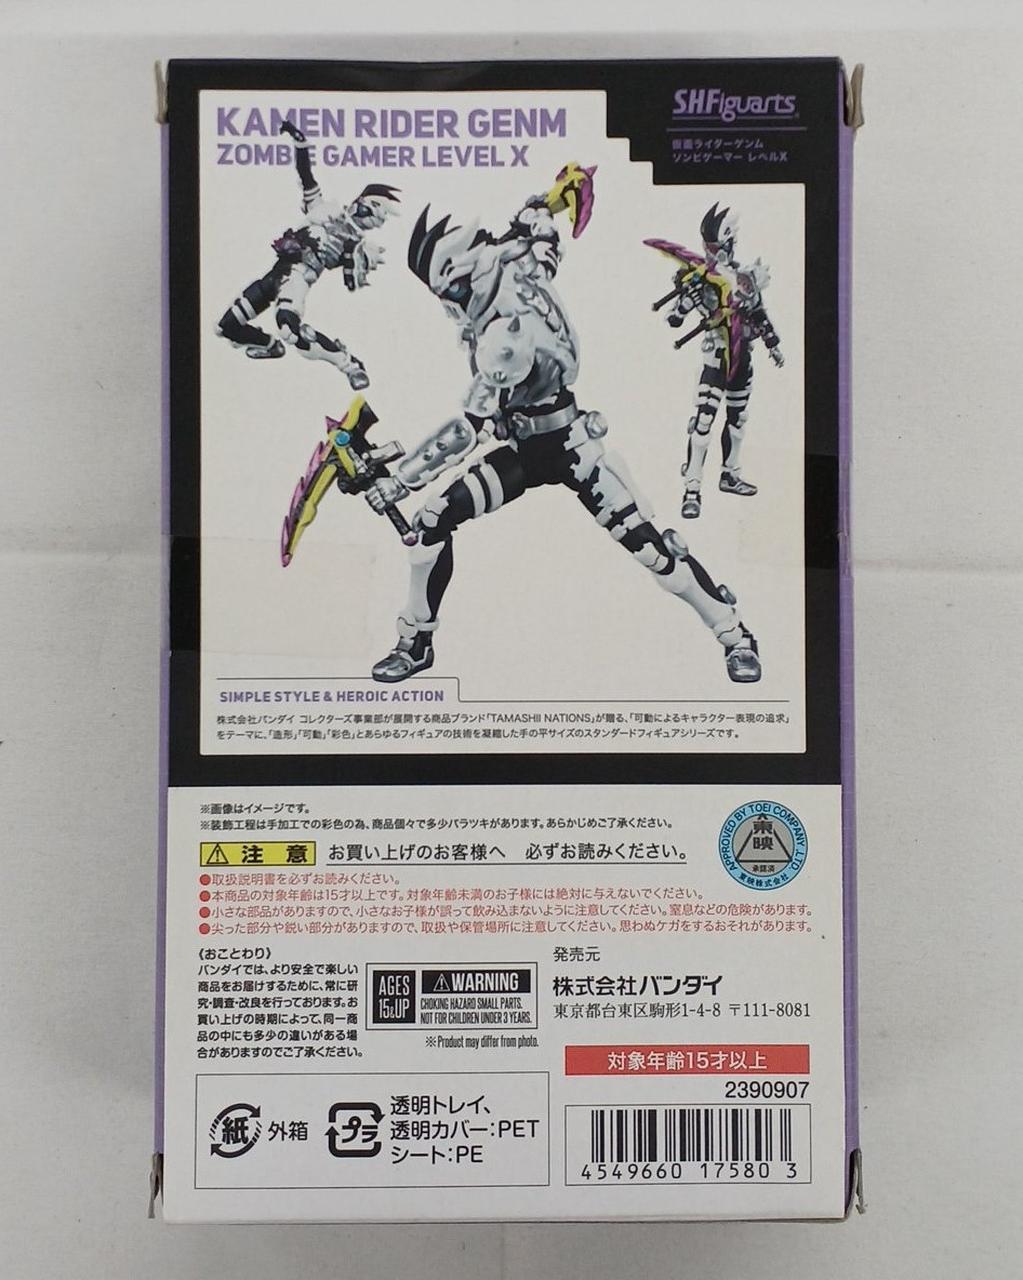 KAMEN RIDER GENM
ZOMBIE GAMER LEVEL X
SHFiguarts
仮面ライダーゲンム
ゾンビゲーマー レベルX
SIMPLE STYLE & HEROIC ACTION
株式会社バンダイ コレクターズ事業部が展開する商品ブランド「TAMASHII NATIONS」が贈る、「可動によるキャラクター表現の追求」
をテーマに、「造形」「可動」「彩色」とあらゆるフィギュアの技術を凝縮した手の平サイズのスタンダードフィギュアシリーズです。
※画像はイメージです。
※装飾工程は手加工での彩色の為、商品個々で多少バラツキがあります。あらかじめご了承ください。
注 意 お買い上げのお客様へ 必ずお読みください。
●取扱説明書を必ずお読みください。
●本商品の対象年齢は15才以上です。対象年齢未満のお子様には絶対に与えないでください。
●小さな部品がありますので、小さなお子様が誤って飲み込まないように注意してください。窒息などの危険があります。
●尖った部分や鋭い部分がありますので、取扱や保管場所に注意してください。思わぬケガをするおそれがあります。
APPROVED BY TOEI COMPANY, LTD.
東映
承認済
東映株式会社
《おことわり》
バンダイでは、より安全で楽しい
商品をお届けするために、常に研
究・調査・改良を行っております。お
買い上げの時期によって、同一商
品の中にも多少の違いがある場
合がありますのでご了承ください。
AGES
15&UP
WARNING
CHOKING HAZARD SMALL PARTS.
NOT FOR CHILDREN UNDER 3 YEARS.
※Product may differ from photo.
発売元
株式会社バンダイ
東京都台東区駒形1-4-8 〒111-8081
対象年齢15才以上
2390907
紙 外箱
プラ 透明トレイ、
透明カバー:PET
シート:PE
4549660 17580 3